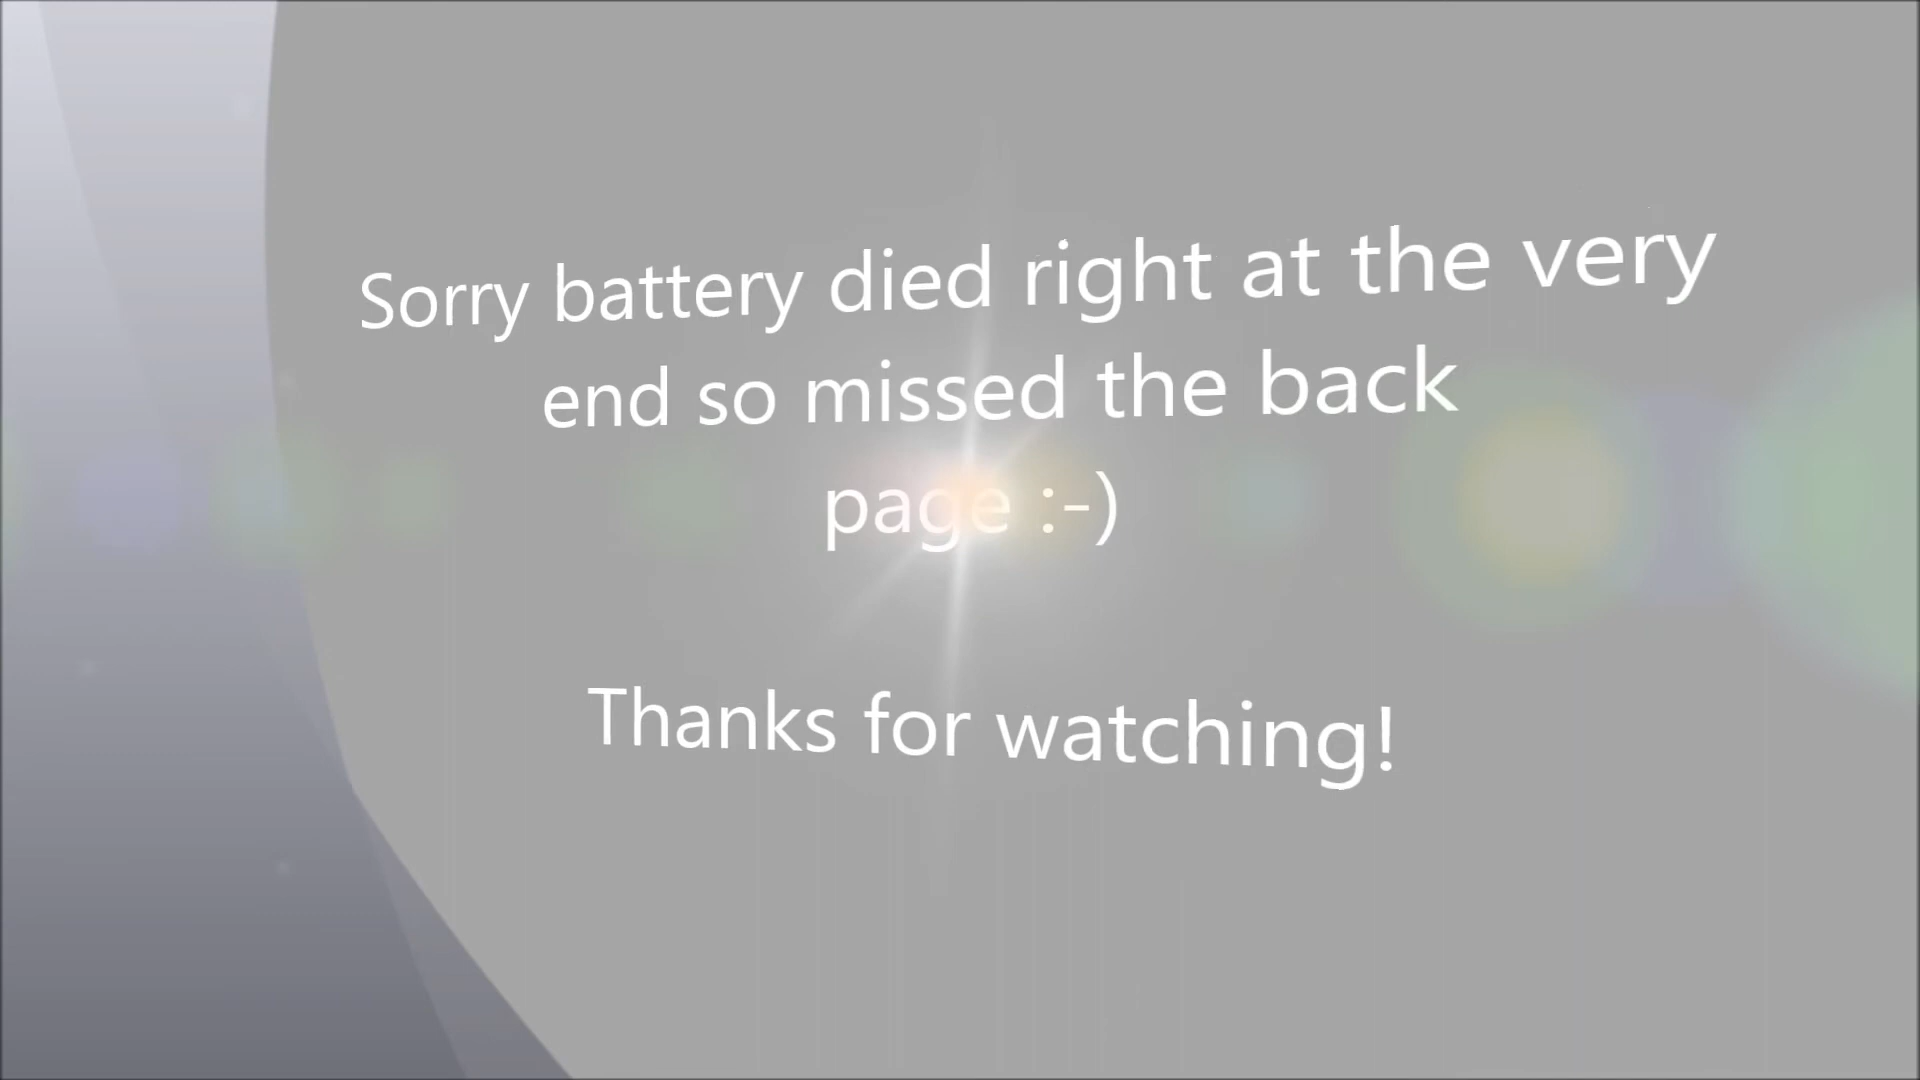 Sorry battery died right at the very
end so missed the back
page :-)
Thanks for watching!